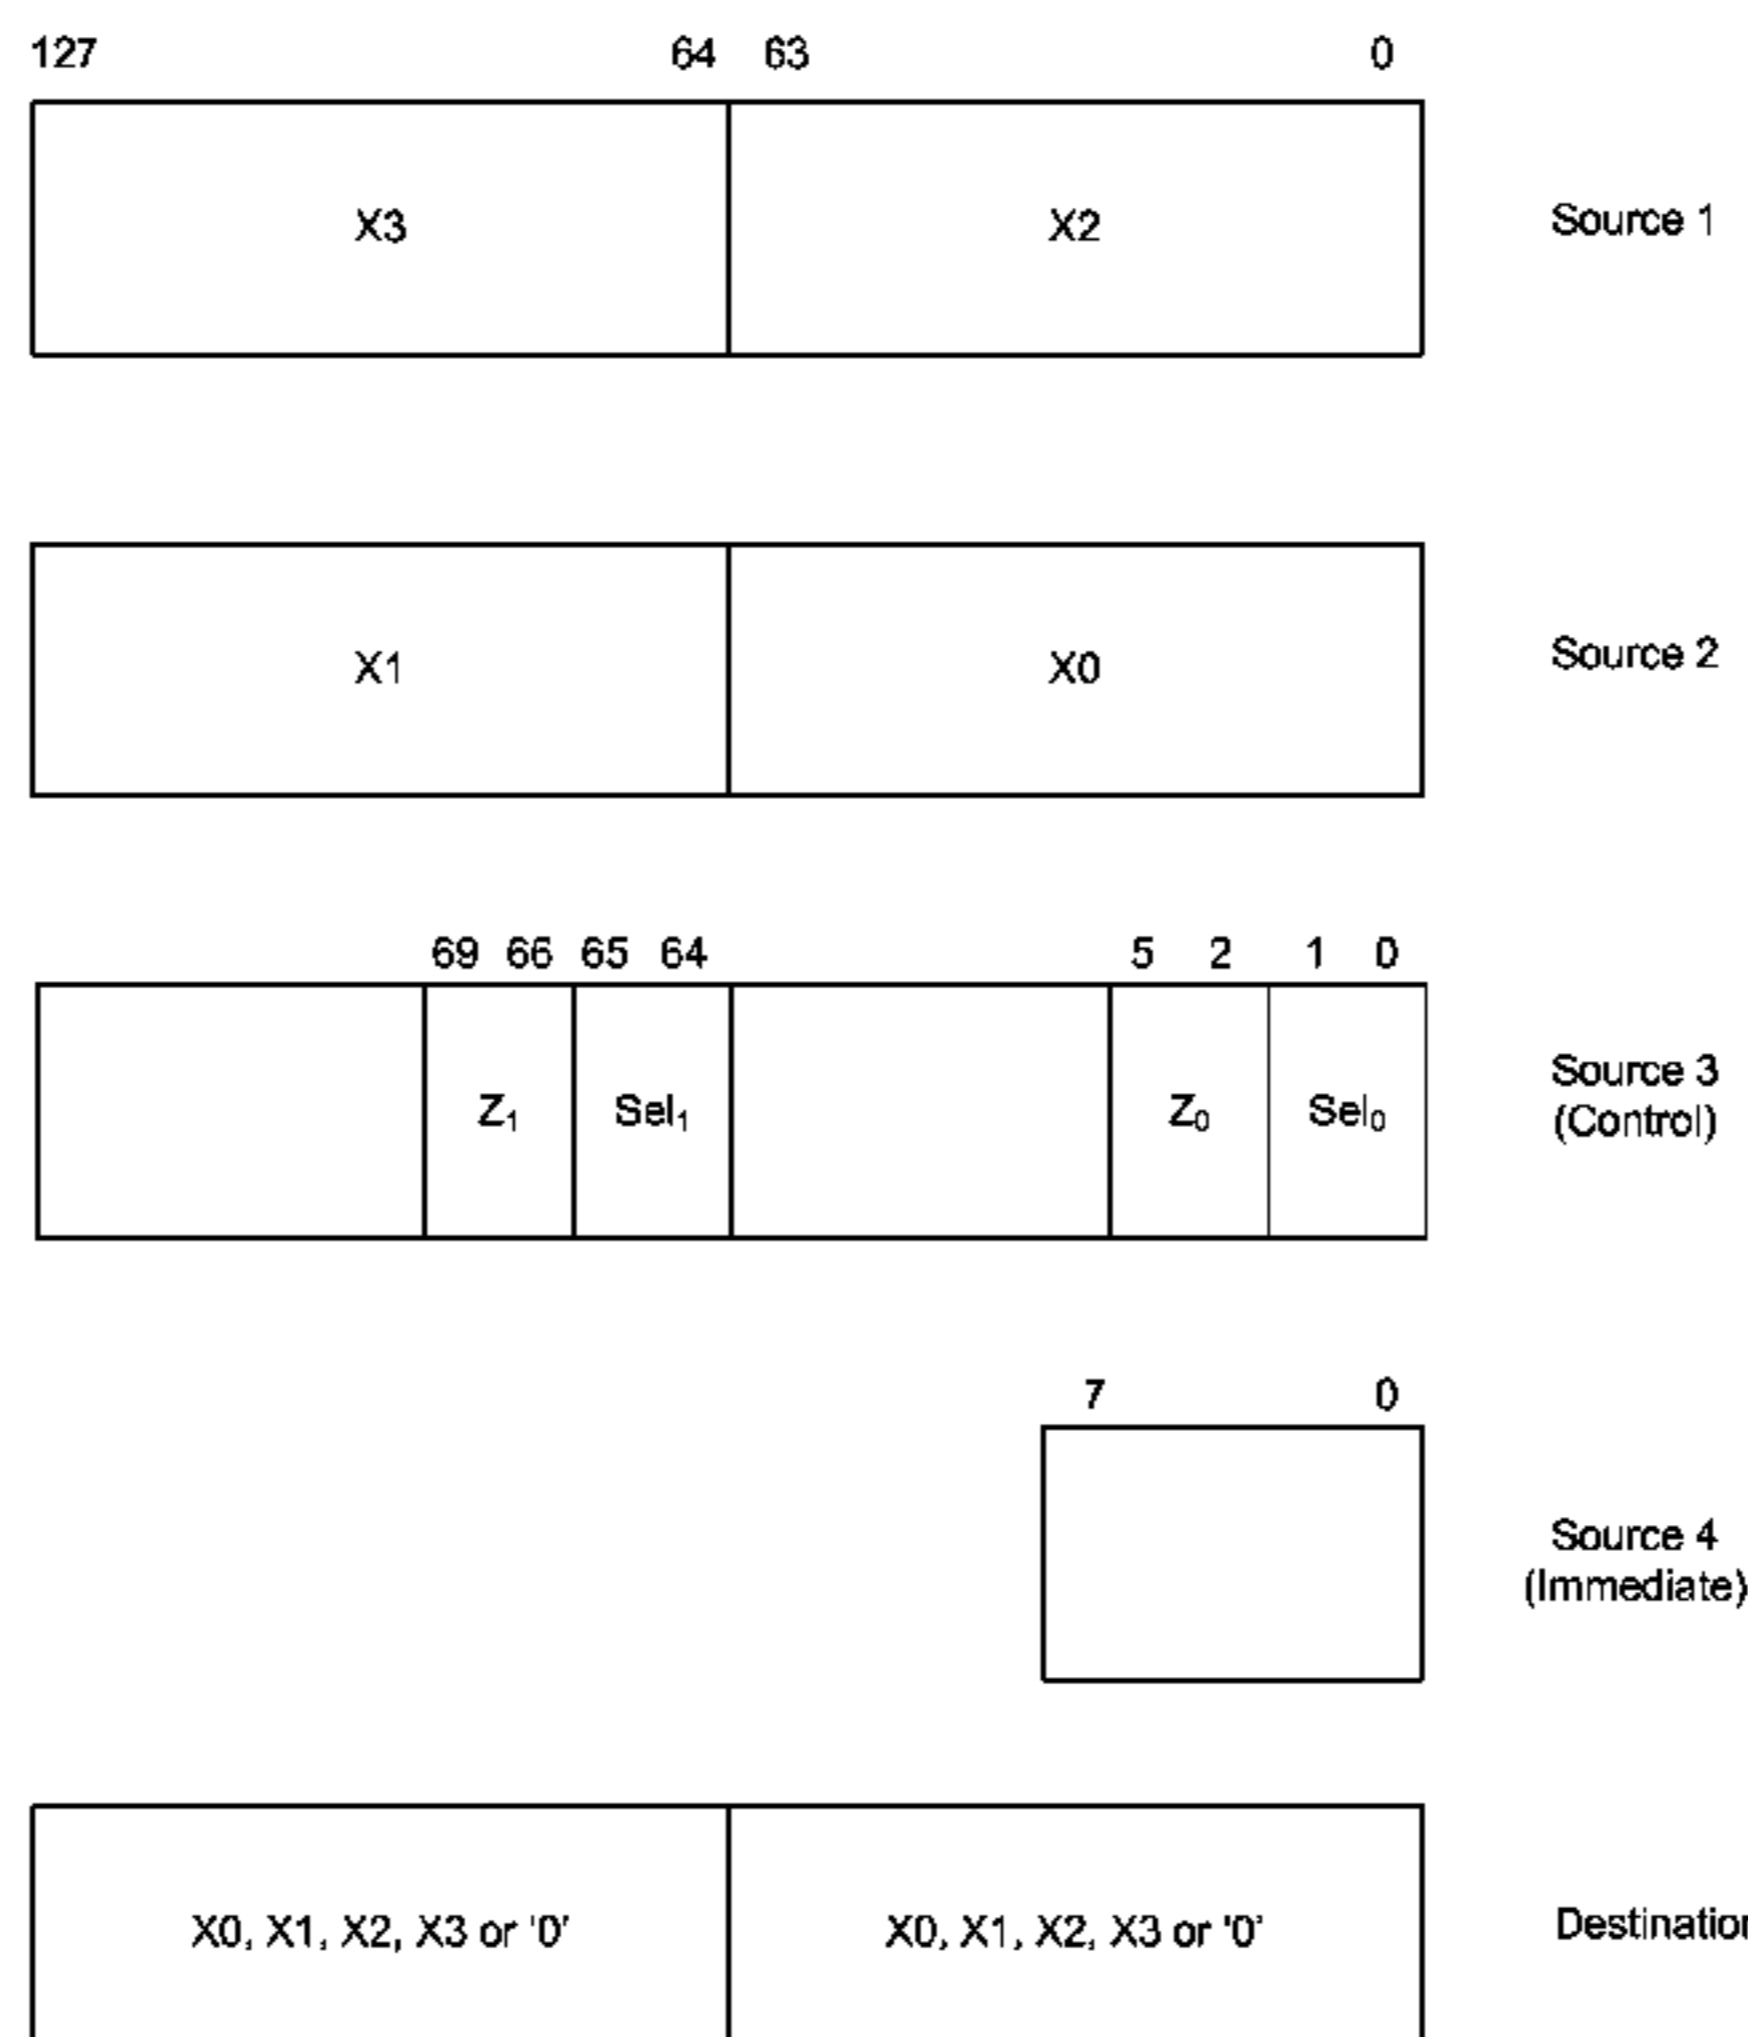 127 64 63 0
X3 X2 Source 1
X1 X0 Source 2
69 66 65 64 5 2 1 0
Z₁ Sel₁ Z₀ Sel₀ Source 3
(Control)
7 0
Source 4
(Immediate)
X0, X1, X2, X3 or '0' X0, X1, X2, X3 or '0' Destination